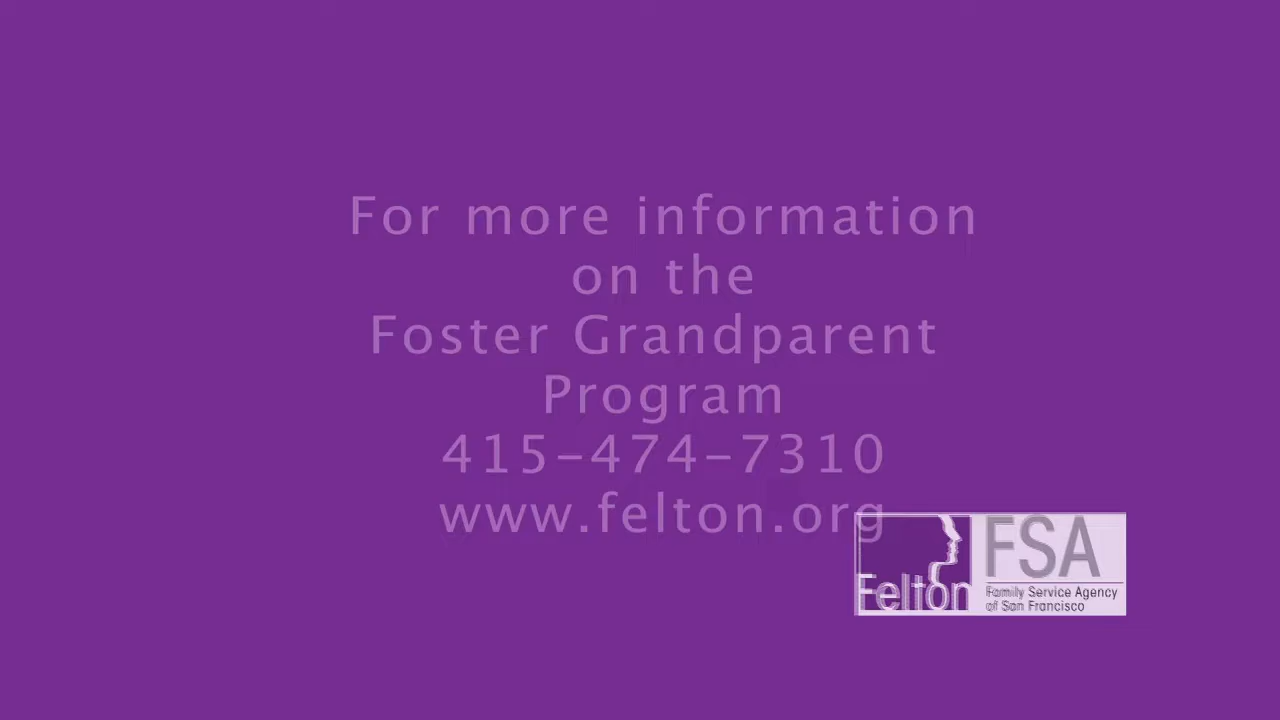 For more information
on the
Foster Grandparent
Program
415-474-7310
www.felton.org
Felton
FSA
Family Service Agency
of San Francisco